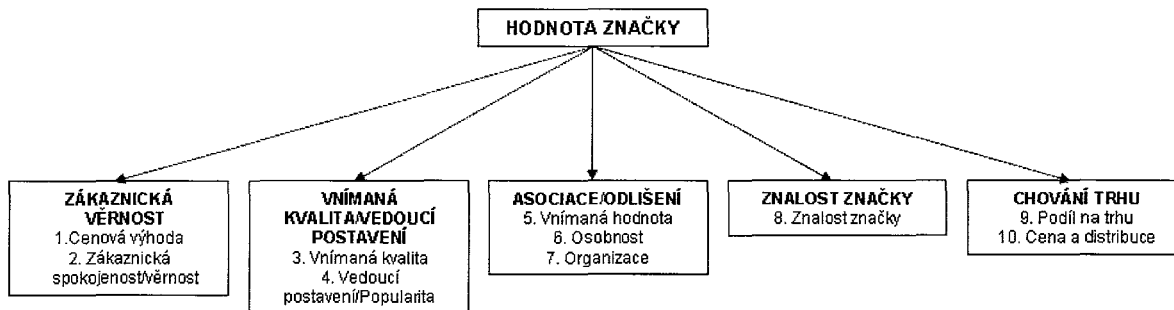 HODNOTA ZNAČKY
ZÁKAZNICKÁ
VĚRNOST
1.Cenová výhoda
2. Zákaznická
spokojenost/věrnost
VNÍMANÁ
KVALITA/VEDOUCÍ
POSTAVENÍ
3. Vnímaná kvalita
4. Vedoucí
postavení/Popularita
ASOCIACE/ODLIŠENÍ
5. Vnímaná hodnota
6. Osobnost
7. Organizace
ZNALOST ZNAČKY
8. Znalost značky
CHOVÁNÍ TRHU
9. Podíl na trhu
10. Cena a distribuce